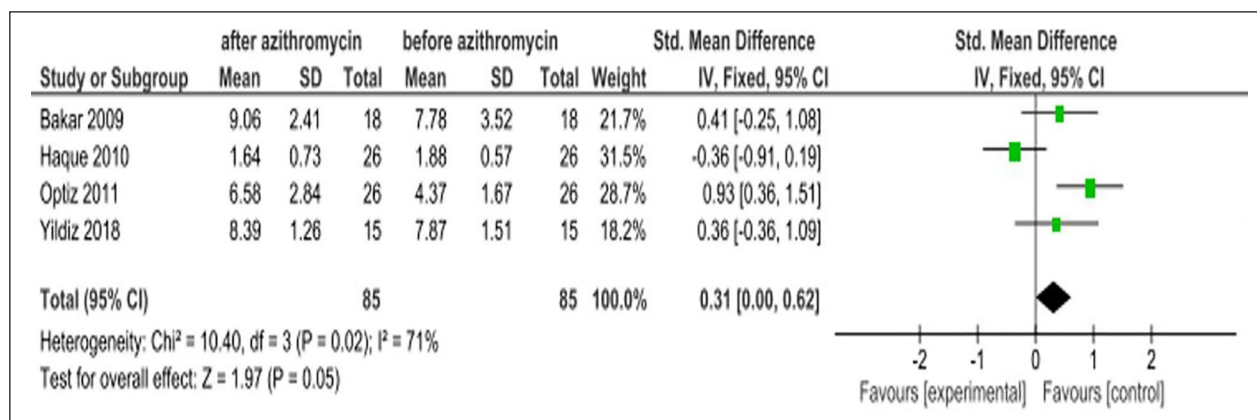 after azithromycin before azithromycin Std. Mean Difference Std. Mean Difference
Study or Subgroup Mean SD Total Mean SD Total Weight IV, Fixed, 95% CI IV, Fixed, 95% CI
Bakar 2009 9.06 2.41 18 7.78 3.52 18 21.7% 0.41 [-0.25, 1.08]
Haque 2010 1.64 0.73 26 1.88 0.57 26 31.5% -0.36 [-0.91, 0.19]
Optiz 2011 6.58 2.84 26 4.37 1.67 26 28.7% 0.93 [0.36, 1.51]
Yildiz 2018 8.39 1.26 15 7.87 1.51 15 18.2% 0.36 [-0.36, 1.09]
Total (95% CI) 85 85 100.0% 0.31 [0.00, 0.62]
Heterogeneity: Chi² = 10.40, df = 3 (P = 0.02); I² = 71%
Test for overall effect: Z = 1.97 (P = 0.05)
-2 -1 0 1 2
Favours [experimental] Favours [control]